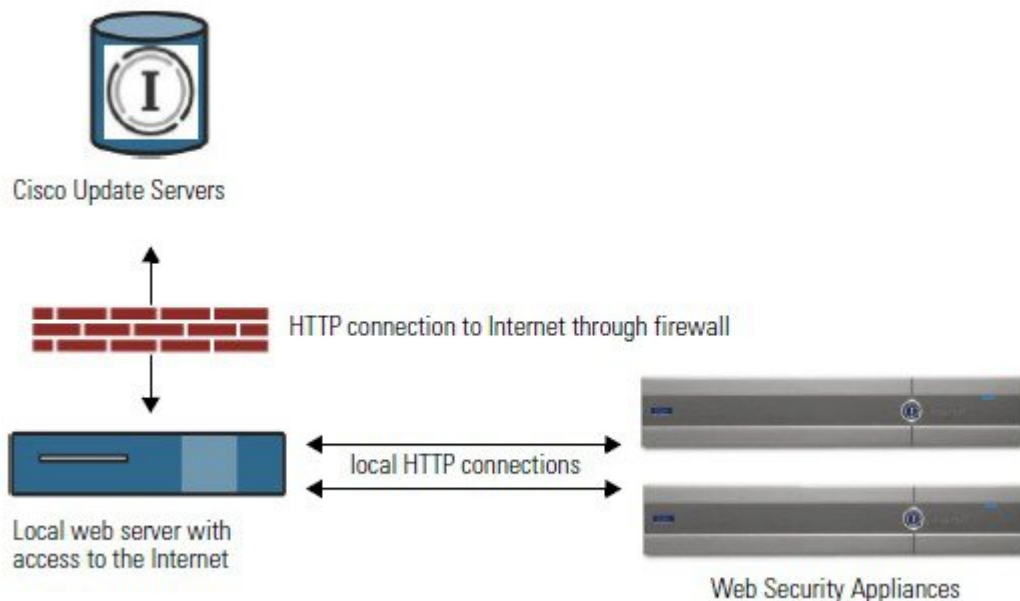 I
Cisco Update Servers
HTTP connection to Internet through firewall
local HTTP connections
Local web server with
access to the Internet
Web Security Appliances